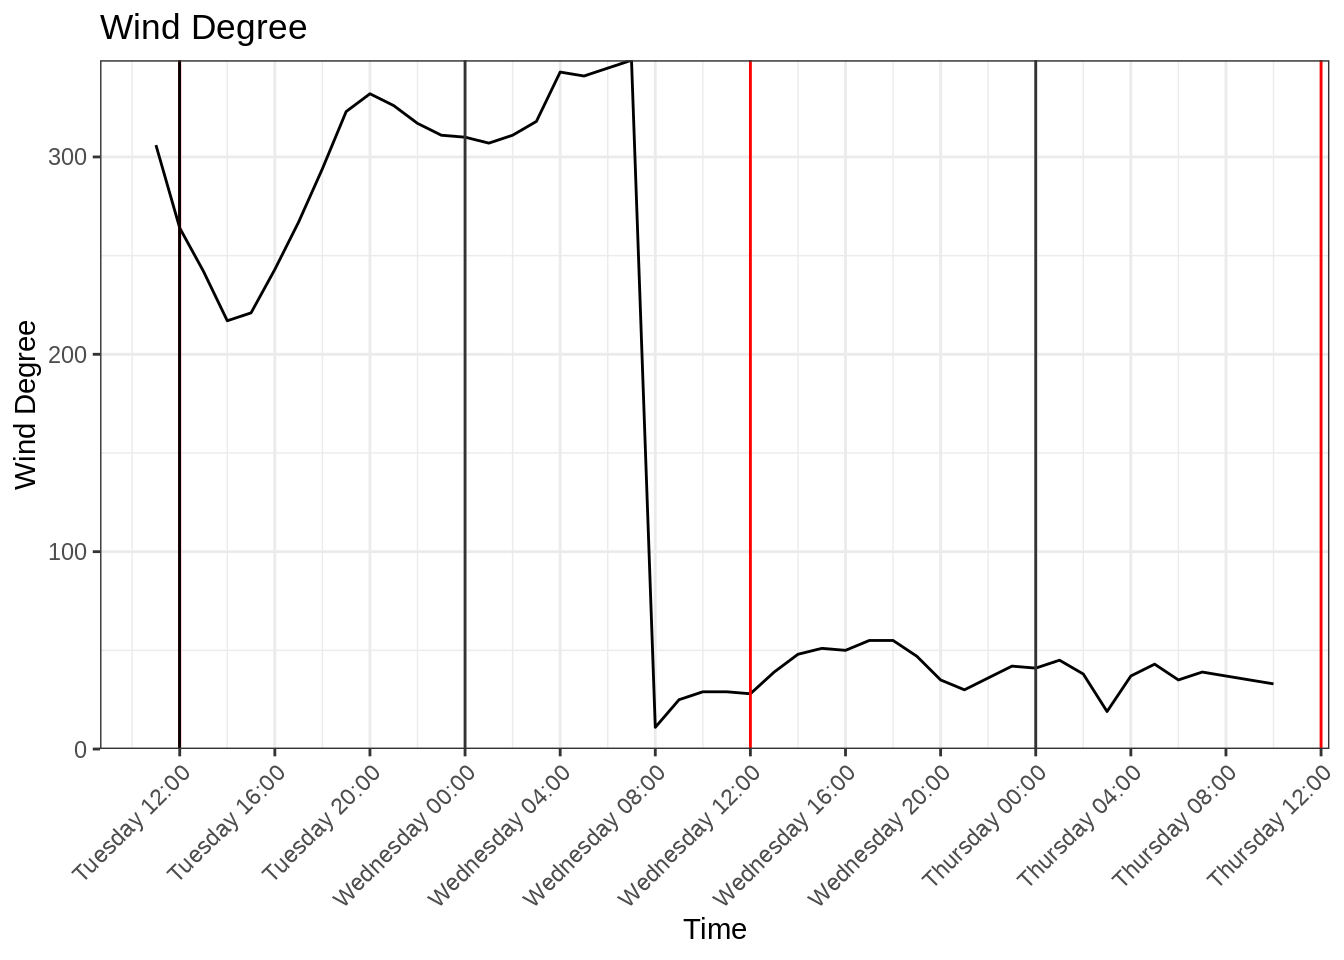 Wind Degree
Wind Degree
300
200
100
0
Tuesday 12:00
Tuesday 16:00
Tuesday 20:00
Wednesday 00:00
Wednesday 04:00
Wednesday 08:00
Wednesday 12:00
Wednesday 16:00
Wednesday 20:00
Thursday 00:00
Thursday 04:00
Thursday 08:00
Thursday 12:00
Time